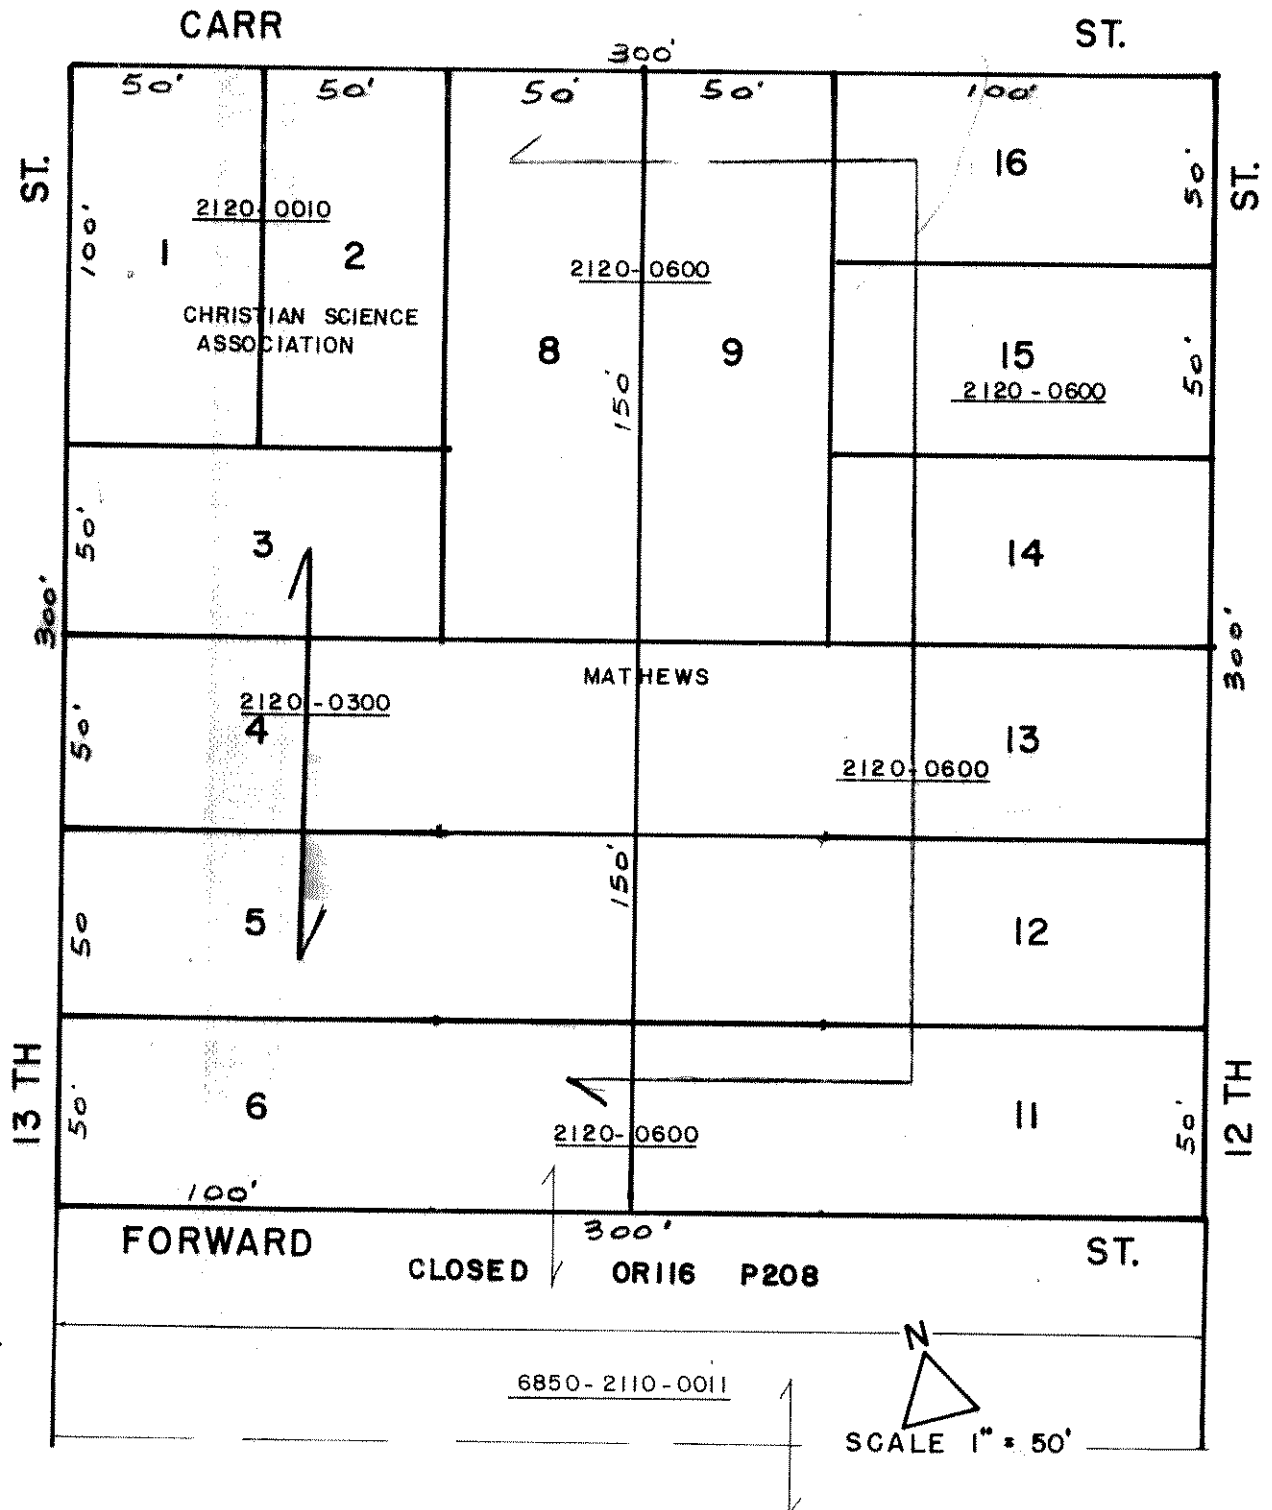 CARR ST.
300'
50' 50' 50' 50' 100'
ST.
ST.
16
50'
2120-0010
100'
1
2
2120-0600
CHRISTIAN SCIENCE
ASSOCIATION
8
9
15
50'
150'
2120-0600
50'
3
14
300'
300'
MATHEWS
2120-0300
50'
4
13
2120-0600
150'
50
5
12
13 TH
12 TH
50'
6
11
50'
2120-0600
100'
300'
FORWARD ST.
CLOSED OR116 P208
N
6850-2110-0011
SCALE 1" = 50'